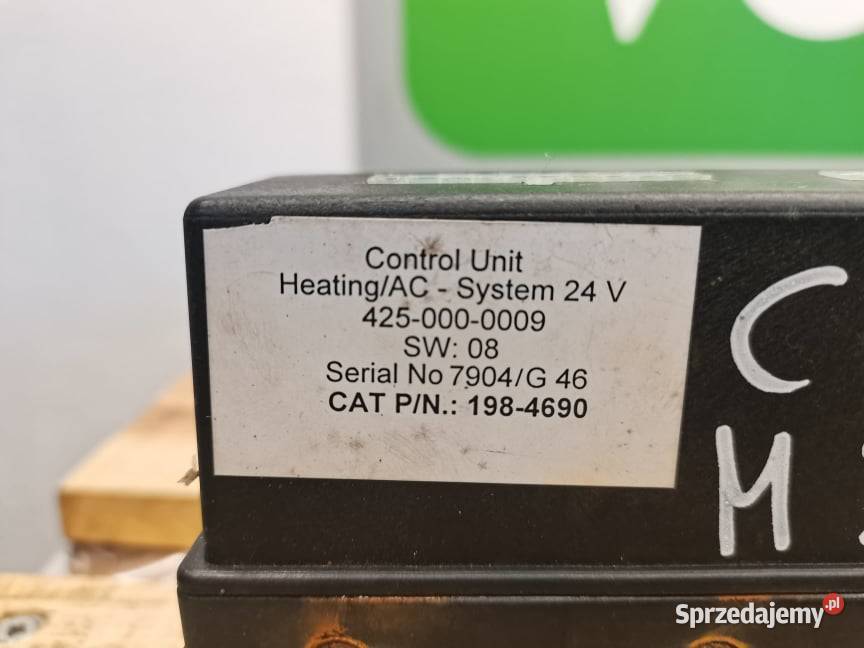 Control Unit
Heating/AC - System 24 V
425-000-0009
SW: 08
Serial No 7904/G 46
CAT P/N.: 198-4690
C
M
Sprzedajemy.pl